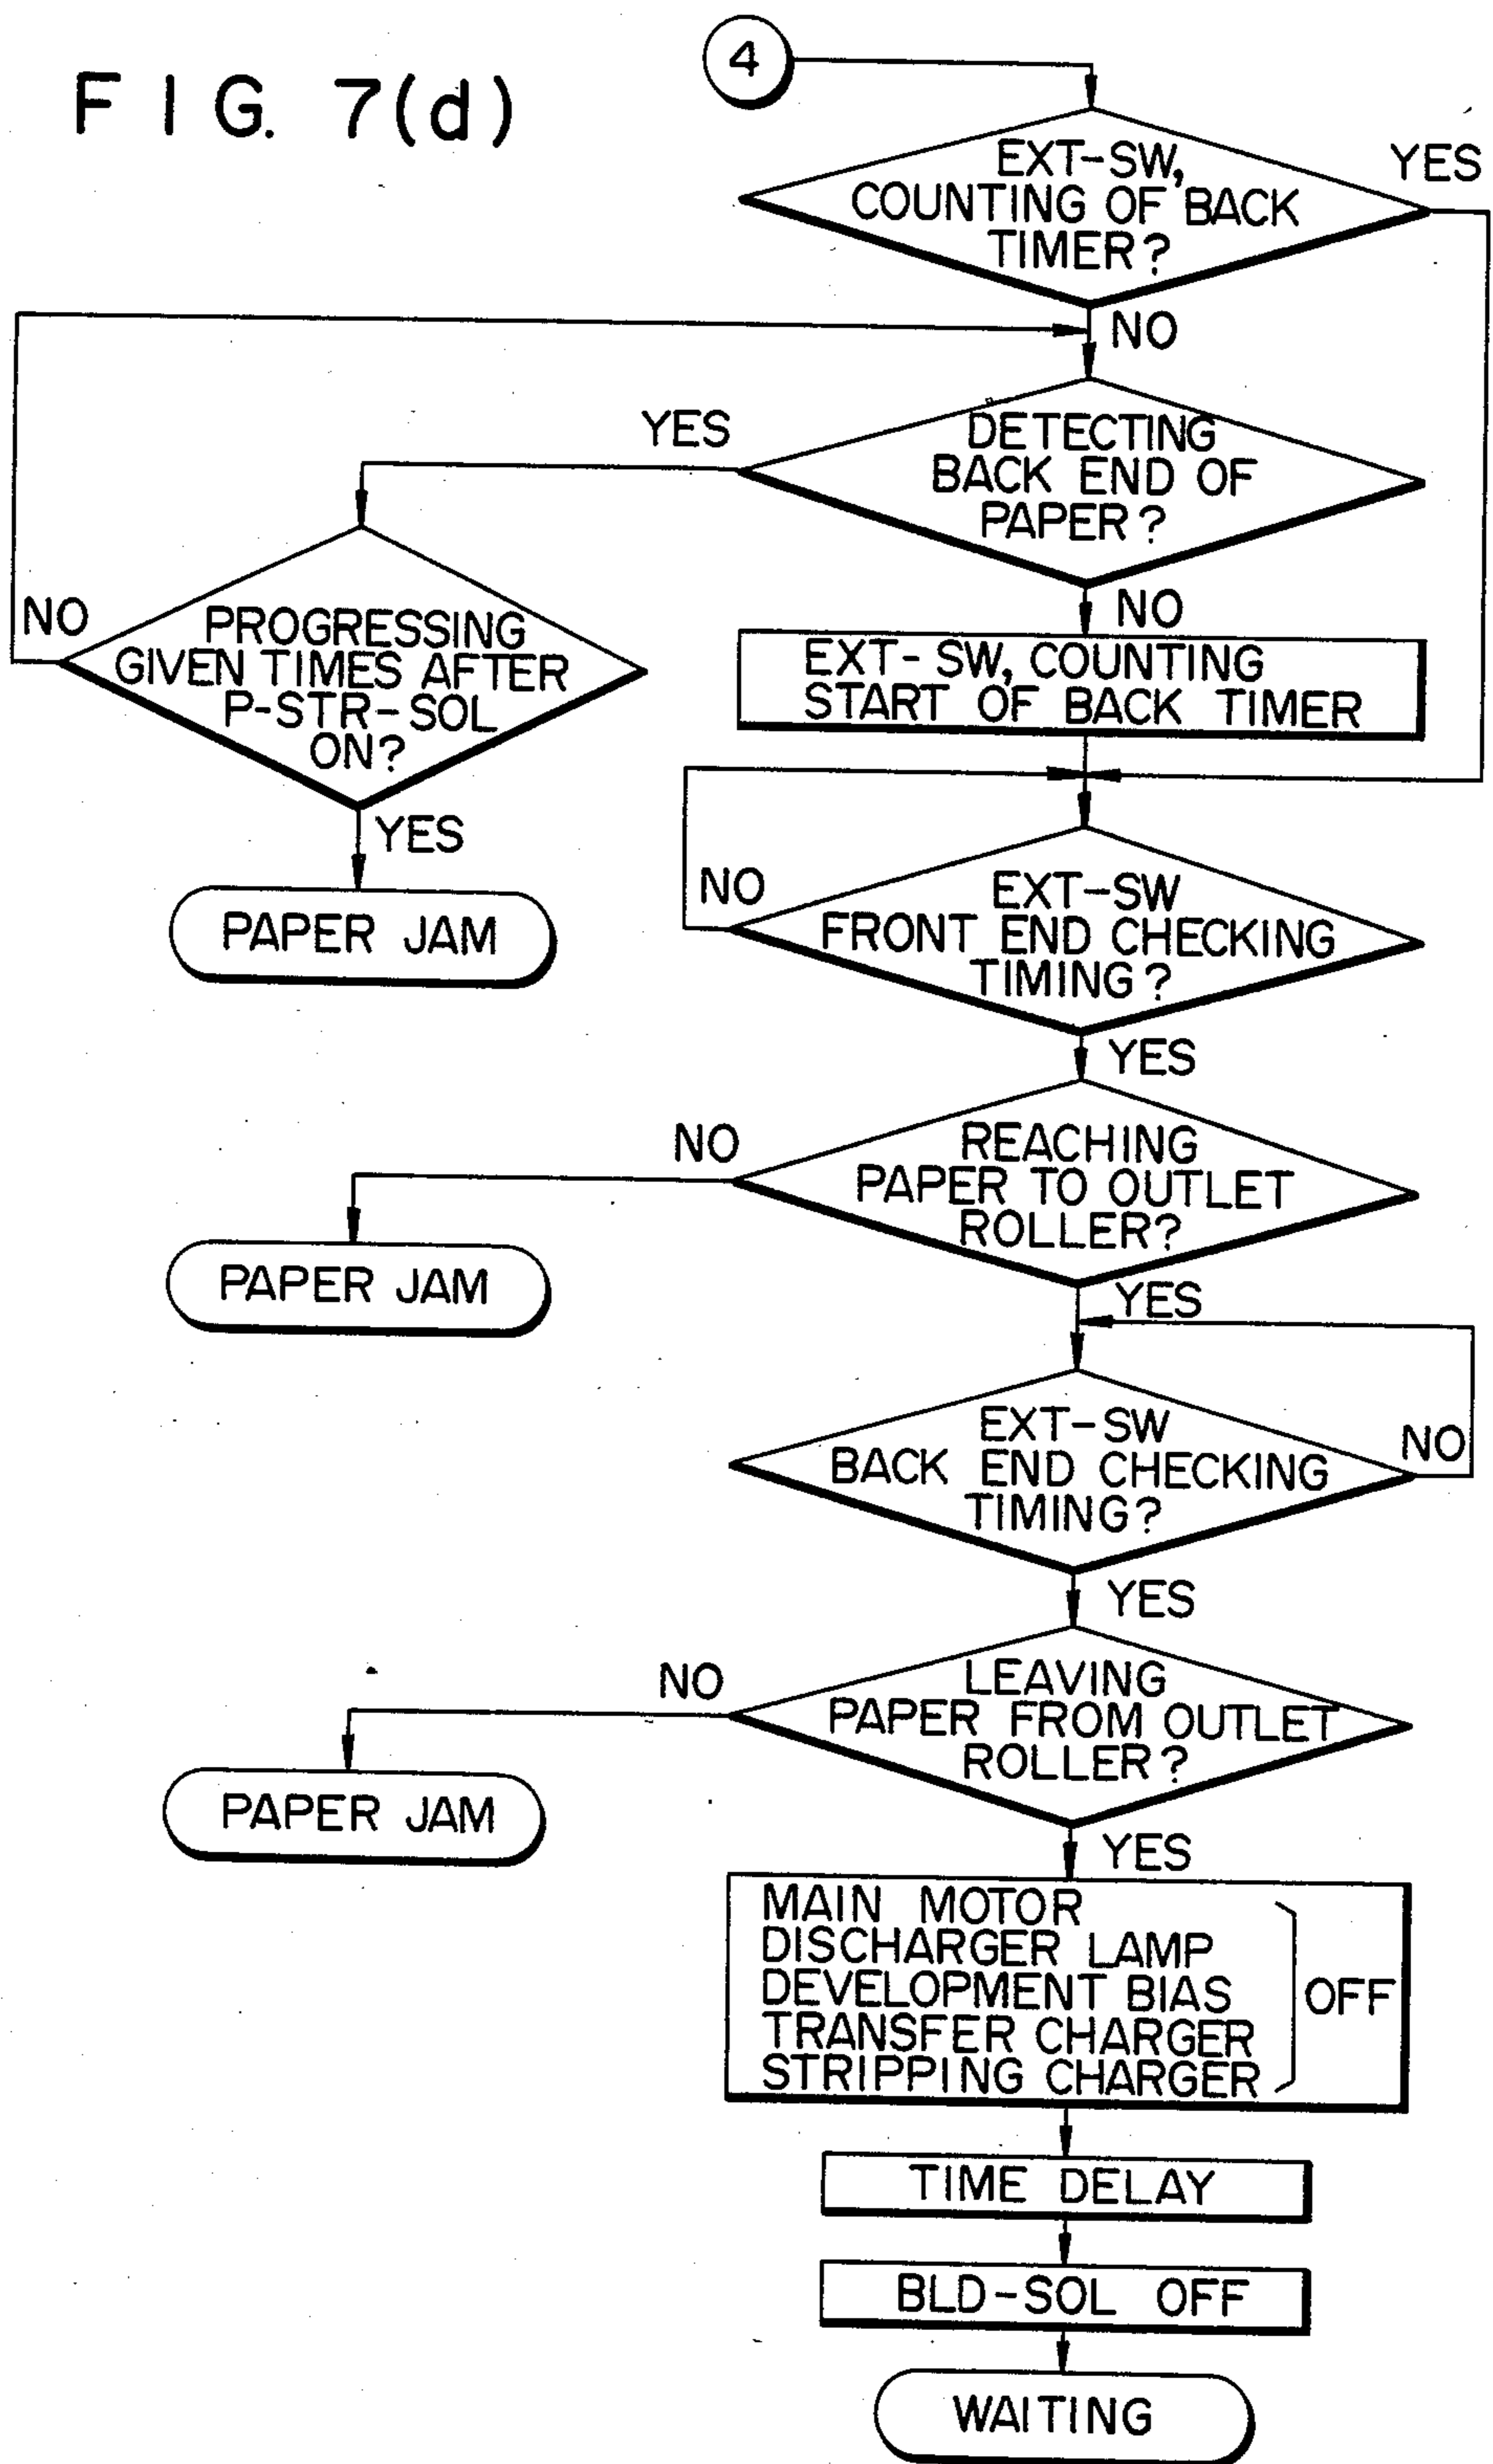 FIG. 7(d)
4
EXT-SW,
COUNTING OF BACK
TIMER?
YES
NO
DETECTING
BACK END OF
PAPER?
YES
NO
PROGRESSING
GIVEN TIMES AFTER
P-STR-SOL
ON?
NO
YES
PAPER JAM
EXT-SW, COUNTING
START OF BACK TIMER
EXT-SW
FRONT END CHECKING
TIMING?
NO
YES
REACHING
PAPER TO OUTLET
ROLLER?
NO
PAPER JAM
YES
EXT-SW
BACK END CHECKING
TIMING?
NO
YES
LEAVING
PAPER FROM OUTLET
ROLLER?
NO
PAPER JAM
YES
MAIN MOTOR
DISCHARGER LAMP
DEVELOPMENT BIAS
TRANSFER CHARGER
STRIPPING CHARGER
OFF
TIME DELAY
BLD-SOL OFF
WAITING